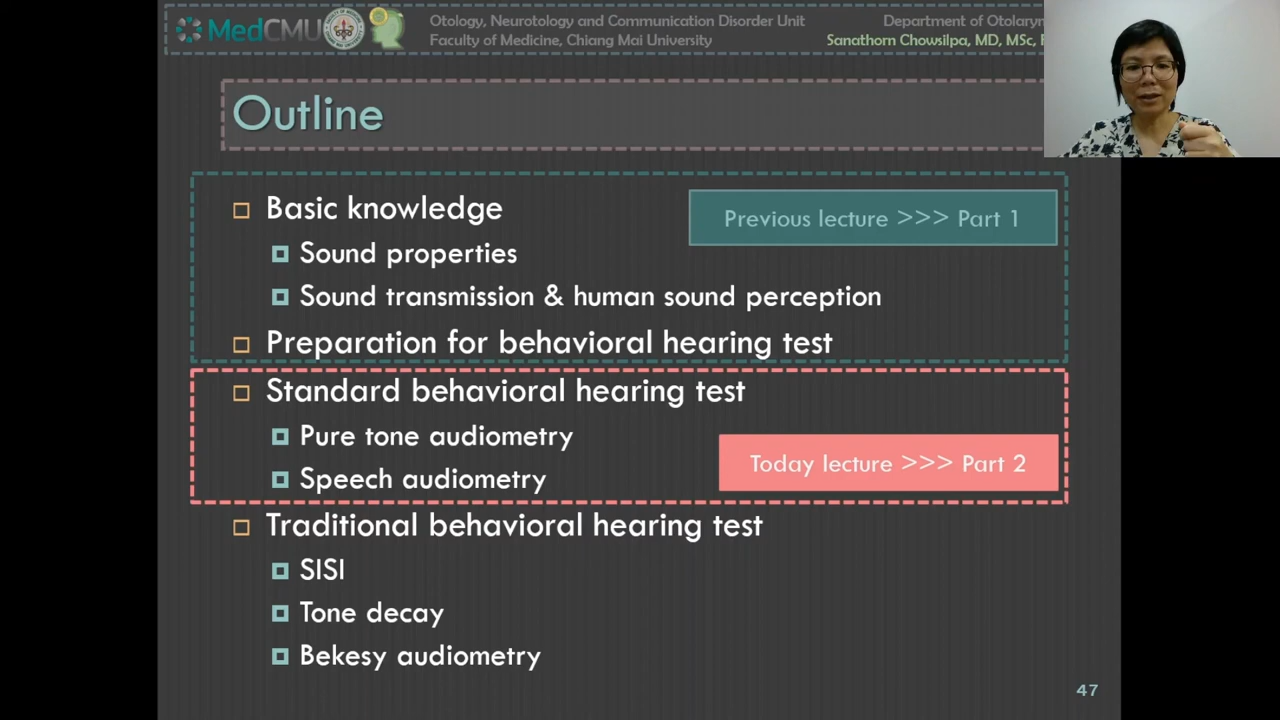 MedCMU
Otology, Neurotology and Communication Disorder Unit
Faculty of Medicine, Chiang Mai University
Department of
Sanathorn Chowsilpa, MD, MSc,
Outline
Basic knowledge
Previous lecture >>> Part 1
Sound properties
Sound transmission & human sound perception
Preparation for behavioral hearing test
Standard behavioral hearing test
Pure tone audiometry
Today lecture >>> Part 2
Speech audiometry
Traditional behavioral hearing test
SISI
Tone decay
Bekesy audiometry
47